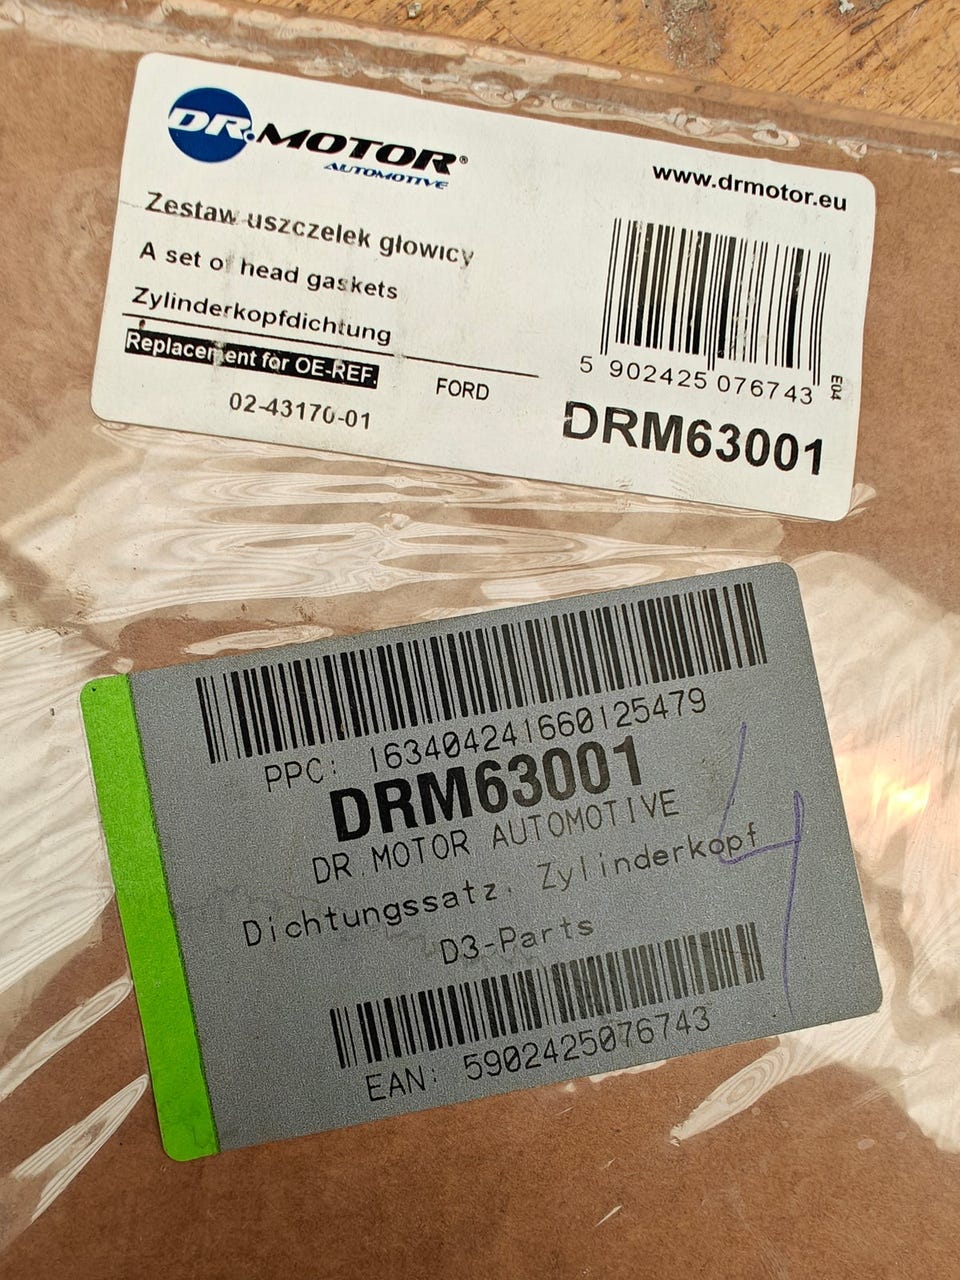 DR.MOTOR®
AUTOMOTIVE
www.drmotor.eu
Zestaw uszczelek głowicy
A set of head gaskets
Zylinderkopfdichtung
Replacement for OE-REF.
FORD
02-43170-01
5 902425 076743
E04
DRM63001
PPC: 163404241660125479
DRM63001
DR.MOTOR AUTOMOTIVE
Dichtungssatz, Zylinderkopf
D3-Parts
EAN: 5902425076743
4